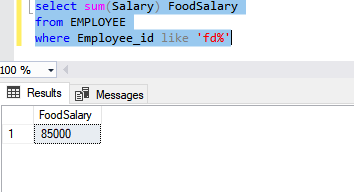 select sum(Salary) FoodSalary
from EMPLOYEE
where Employee_id like 'fd%'
100 %
Results Messages
FoodSalary
1 85000